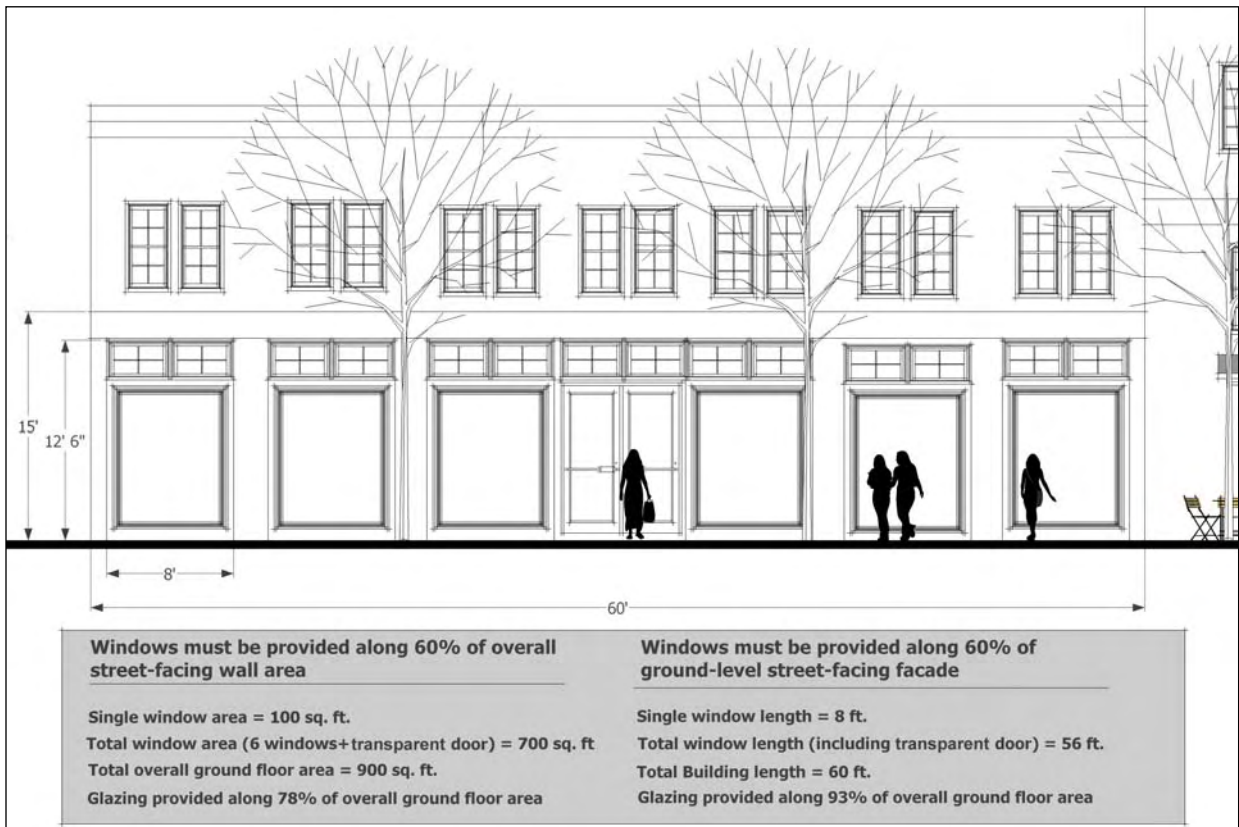 15'
12' 6"
8'
60'
Windows must be provided along 60% of overall
street-facing wall area
Single window area = 100 sq. ft.
Total window area (6 windows+transparent door) = 700 sq. ft
Total overall ground floor area = 900 sq. ft.
Glazing provided along 78% of overall ground floor area
Windows must be provided along 60% of
ground-level street-facing facade
Single window length = 8 ft.
Total window length (including transparent door) = 56 ft.
Total Building length = 60 ft.
Glazing provided along 93% of overall ground floor area